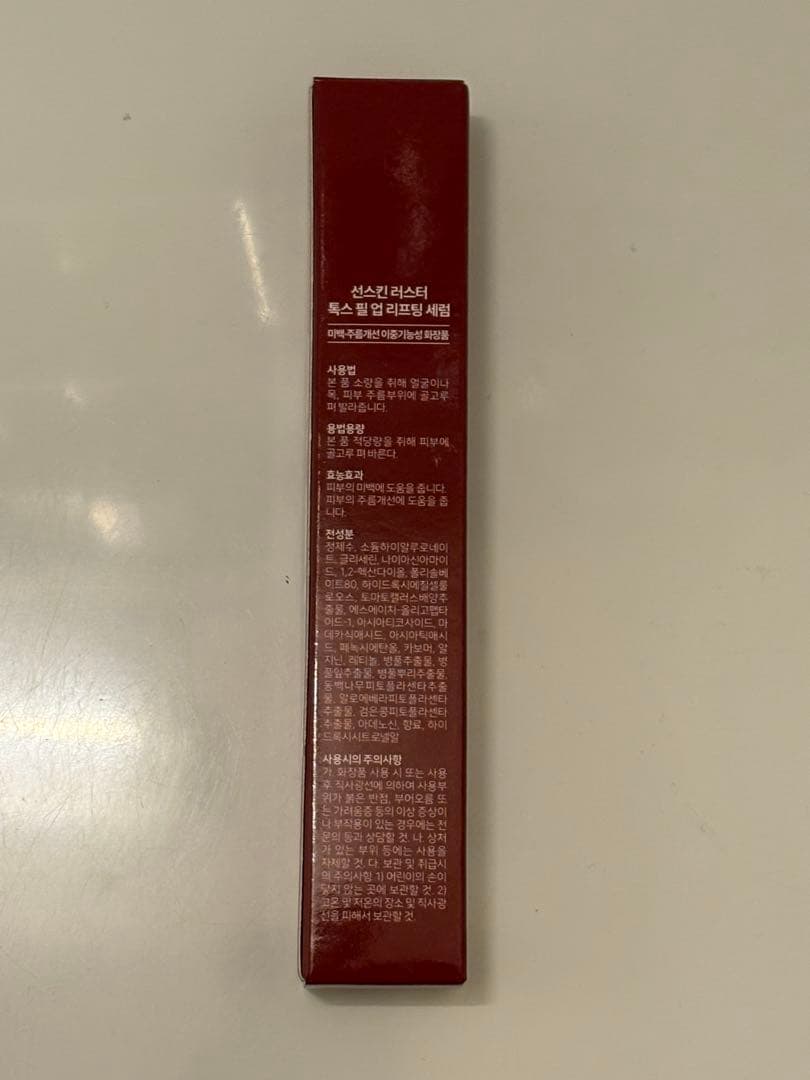 선스킨 러스터
톡스 필 업 리프팅 세럼
미백·주름개선 이중기능성 화장품
사용법
본 품 소량을 취해 얼굴이나
목, 피부 주름부위에 골고루
펴 발라줍니다.
용법용량
본 품 적당량을 취해 피부에
골고루 펴 바른다.
효능효과
피부의 미백에 도움을 줍니다.
피부의 주름개선에 도움을 줍
니다.
전성분
정제수, 소듐하이알루로네이
트, 글리세린, 나이아신아마이
드, 1,2-헥산다이올, 폴리솔베
이트80, 하이드록시에칠셀룰
로오스, 토마토캘러스배양추
출물, 에스에이치-올리고펩타
이드-1, 아시아티코사이드, 마
데카식애시드, 아시아틱애시
드, 페녹시에탄올, 카보머, 알
지닌, 레티놀, 병풀추출물, 병
풀잎추출물, 병풀뿌리추출물,
동백나무피토플라센타추출
물, 알로에베라피토플라센타
추출물, 검은콩피토플라센타
추출물, 아데노신, 향료, 하이
드록시시트로넬알
사용시의 주의사항
가. 화장품 사용 시 또는 사용
후 직사광선에 의하여 사용부
위가 붉은 반점, 부어오름 또
는 가려움증 등의 이상 증상이
나 부작용이 있는 경우에는 전
문의 등과 상담할 것. 나. 상처
가 있는 부위 등에는 사용을
자제할 것. 다. 보관 및 취급시
의 주의사항 1) 어린이의 손이
닿지 않는 곳에 보관할 것. 2)
고온 및 저온의 장소 및 직사광
선을 피해서 보관할 것.